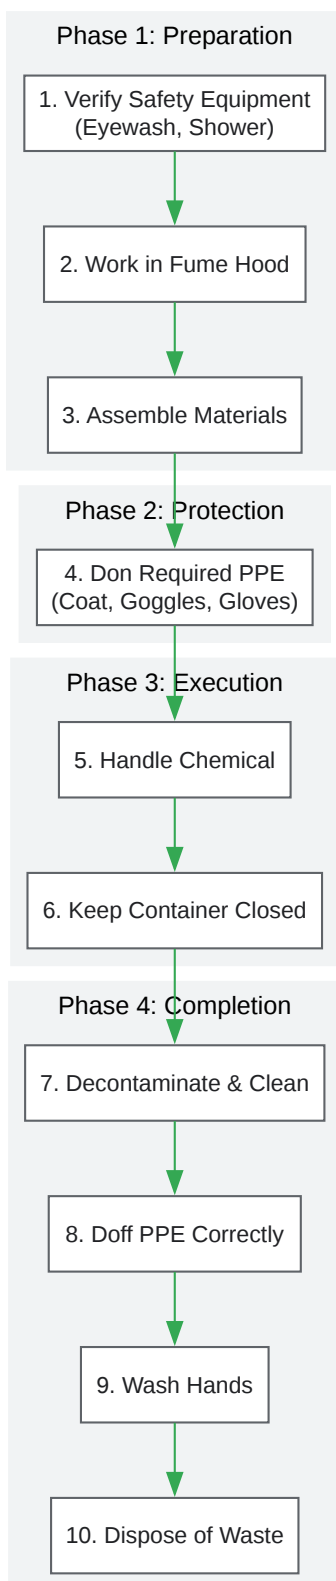 Phase 1: Preparation
1. Verify Safety Equipment
(Eyewash, Shower)
2. Work in Fume Hood
3. Assemble Materials
Phase 2: Protection
4. Don Required PPE
(Coat, Goggles, Gloves)
Phase 3: Execution
5. Handle Chemical
6. Keep Container Closed
Phase 4: Completion
7. Decontaminate & Clean
8. Doff PPE Correctly
9. Wash Hands
10. Dispose of Waste